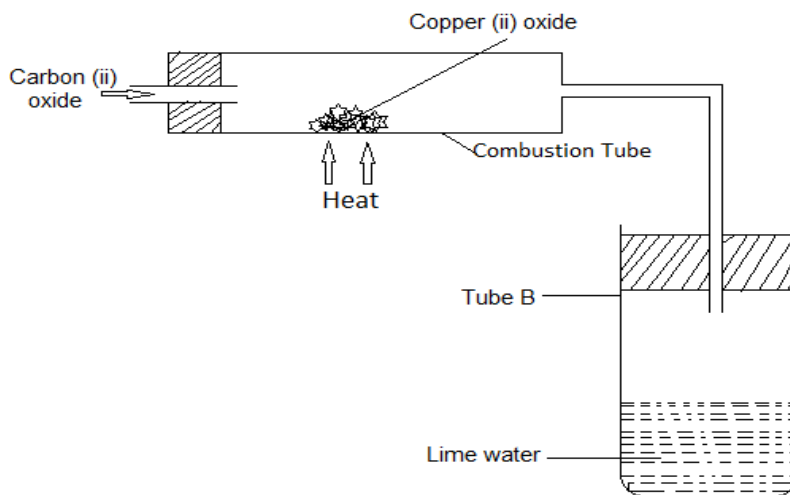 Copper (ii) oxide
Carbon (ii)
oxide
Combustion Tube
Heat
Tube B
Lime water